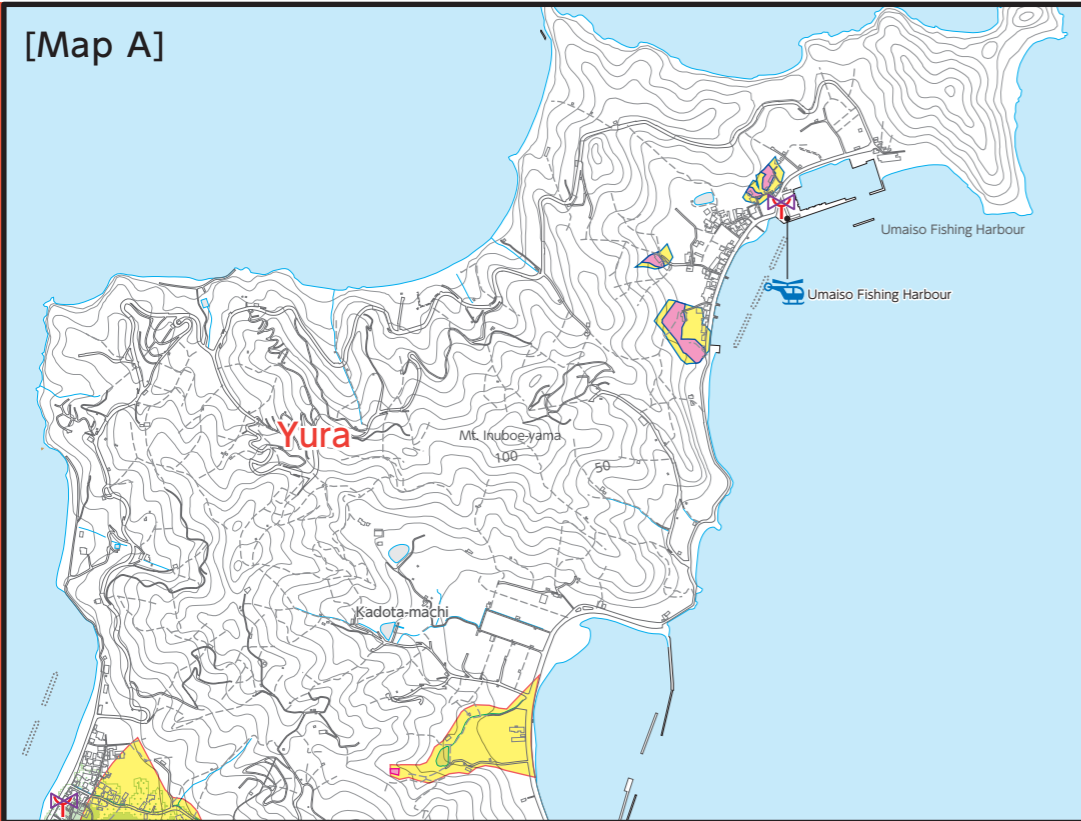 [Map A]
Umaiso Fishing Harbour
Umaiso Fishing Harbour
Yura
Mt. Inuboe-yama
100
50
Kadota-machi